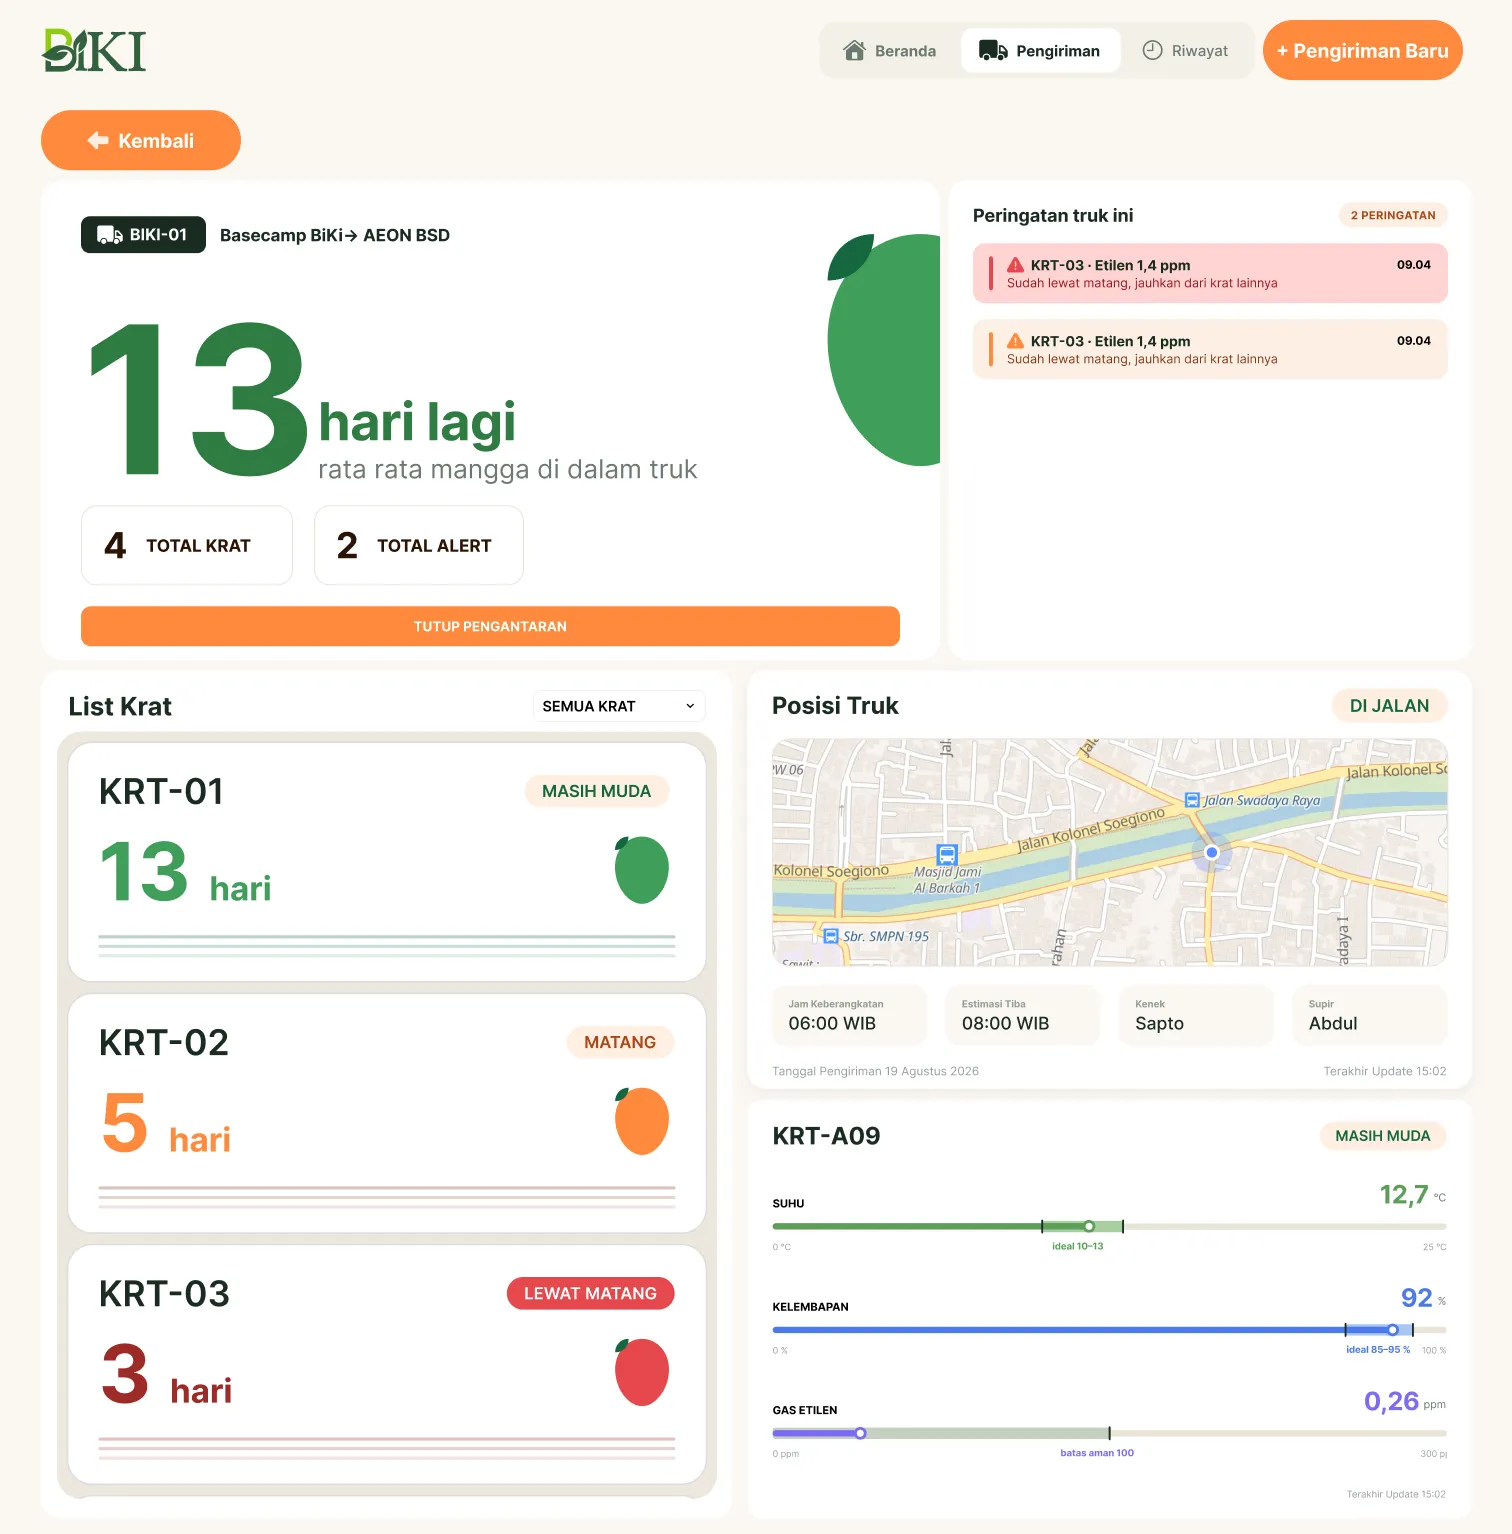 BiKI
Beranda
Pengiriman
Riwayat
+ Pengiriman Baru
Kembali
BIKI-01
Basecamp BiKi→ AEON BSD
13 hari lagi
rata rata mangga di dalam truk
4 TOTAL KRAT
2 TOTAL ALERT
TUTUP PENGANTARAN
Peringatan truk ini
2 PERINGATAN
KRT-03 · Etilen 1,4 ppm
09.04
Sudah lewat matang, jauhkan dari krat lainnya
KRT-03 · Etilen 1,4 ppm
09.04
Sudah lewat matang, jauhkan dari krat lainnya
List Krat
SEMUA KRAT
KRT-01
MASIH MUDA
13 hari
KRT-02
MATANG
5 hari
KRT-03
LEWAT MATANG
3 hari
Posisi Truk
DI JALAN
RW 06
Jalan Kolonel
Jalan Swadaya Raya
Jalan Kolonel Soegiono
Kolonel Soegiono
Masjid Jami
Al Barkah 1
Sbr. SMPN 195
Jam Keberangkatan
06:00 WIB
Estimasi Tiba
08:00 WIB
Kenek
Sapto
Supir
Abdul
Tanggal Pengiriman 19 Agustus 2026
Terakhir Update 15:02
KRT-A09
MASIH MUDA
SUHU
12,7 °C
0 °C
ideal 10–13
25 °C
KELEMBAPAN
92 %
0 %
ideal 85–95 %
100 %
GAS ETILEN
0,26 ppm
0 ppm
batas aman 100
300 p
Terakhir Update 15:02